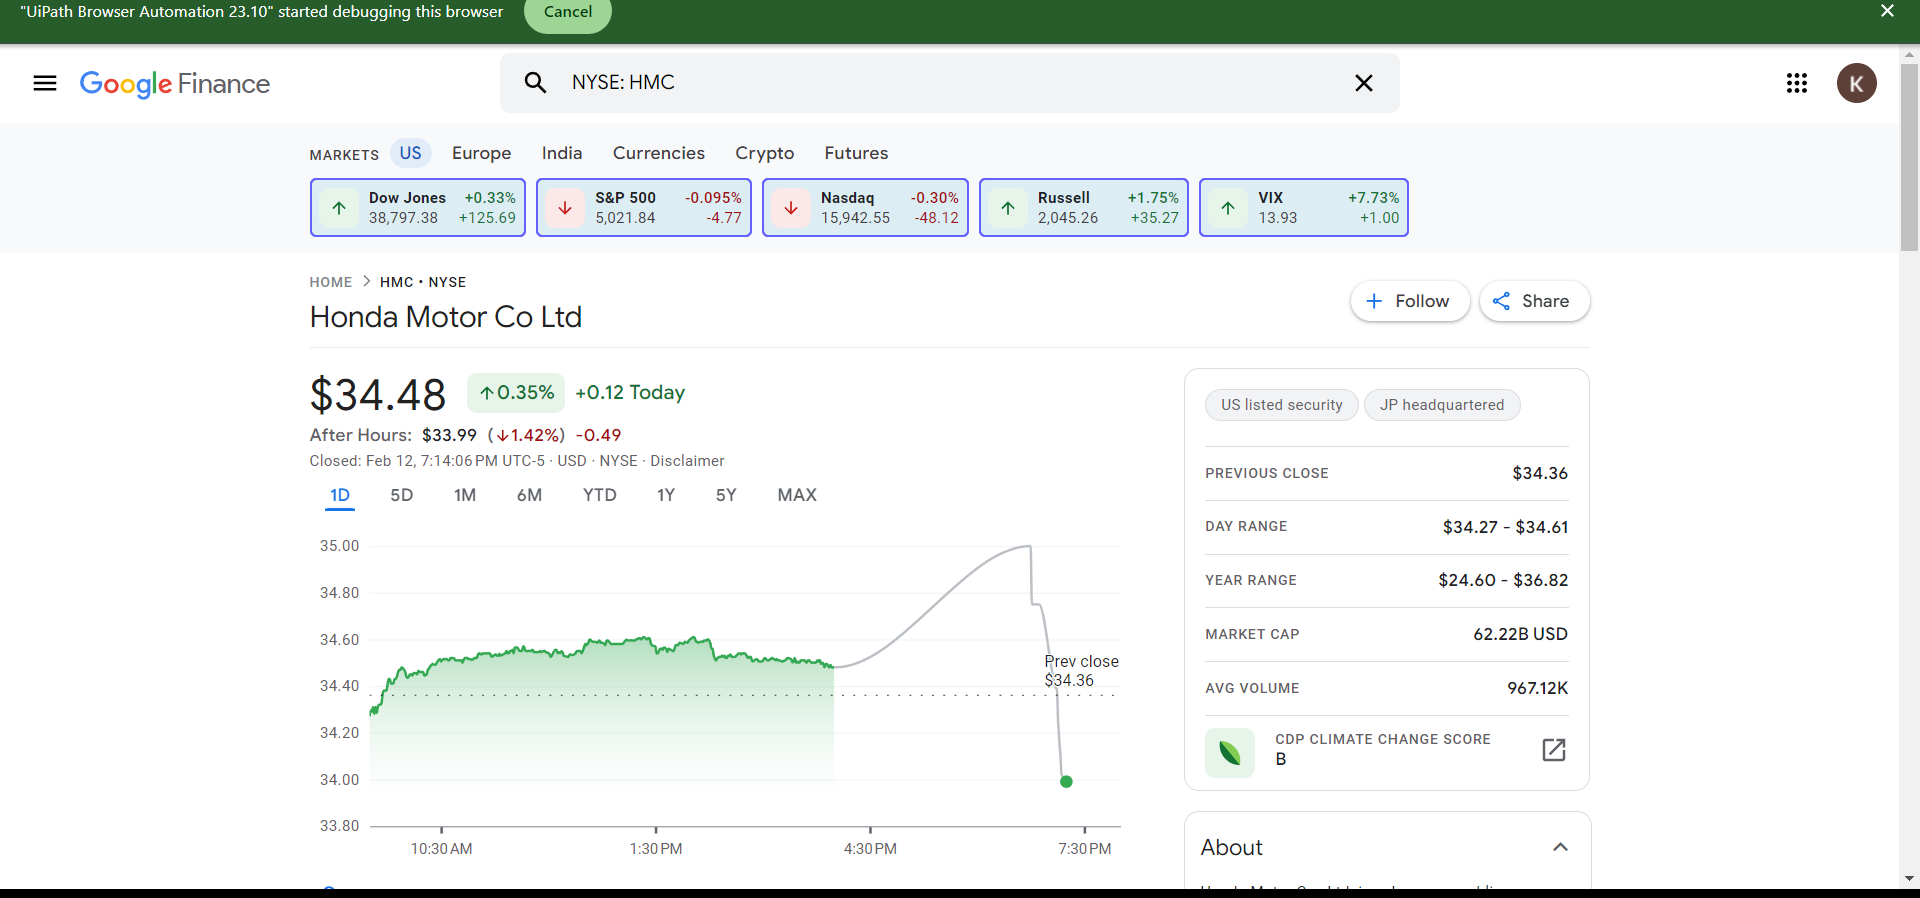 "UiPath Browser Automation 23.10" started debugging this browser
Cancel
Google Finance
NYSE: HMC
K
MARKETS
US
Europe
India
Currencies
Crypto
Futures
Dow Jones +0.33%
38,797.38 +125.69
S&P 500 -0.095%
5,021.84 -4.77
Nasdaq -0.30%
15,942.55 -48.12
Russell +1.75%
2,045.26 +35.27
VIX +7.73%
13.93 +1.00
HOME > HMC • NYSE
Honda Motor Co Ltd
Follow
Share
$34.48
↑0.35%
+0.12 Today
After Hours: $33.99 (↓1.42%) -0.49
Closed: Feb 12, 7:14:06 PM UTC-5 · USD · NYSE · Disclaimer
1D 5D 1M 6M YTD 1Y 5Y MAX
35.00
34.80
34.60
34.40
34.20
34.00
33.80
Prev close
$34.36
10:30 AM 1:30 PM 4:30 PM 7:30 PM
US listed security
JP headquartered
PREVIOUS CLOSE $34.36
DAY RANGE $34.27 - $34.61
YEAR RANGE $24.60 - $36.82
MARKET CAP 62.22B USD
AVG VOLUME 967.12K
CDP CLIMATE CHANGE SCORE
B
About